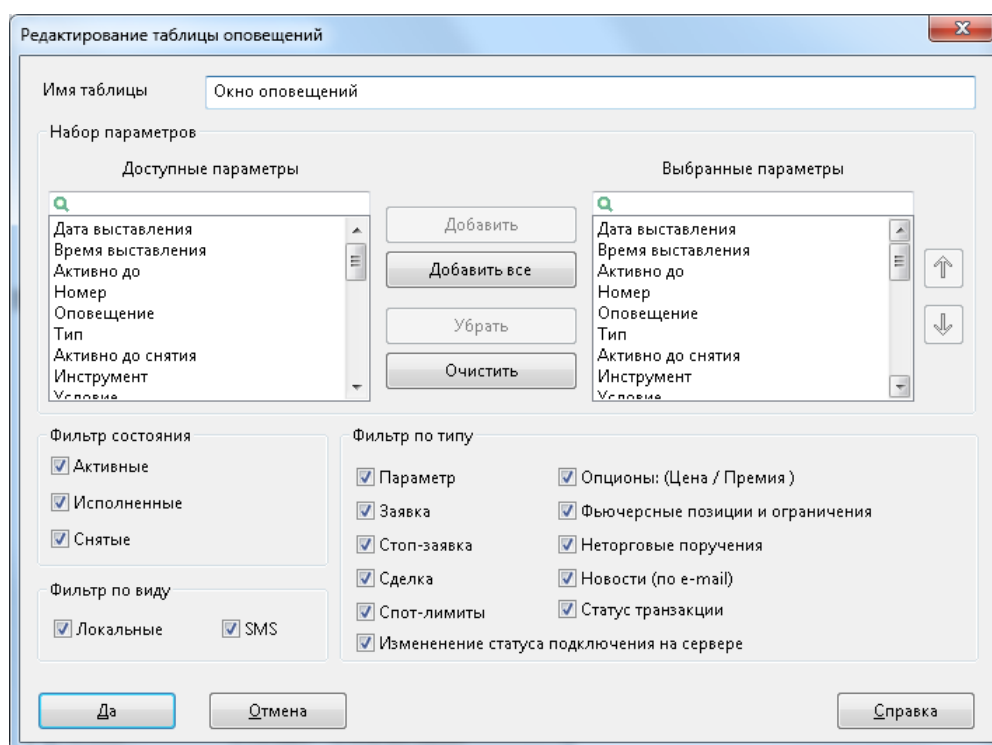 Редактирование таблицы оповещений
Имя таблицы Окно оповещений
Набор параметров
Доступные параметры Выбранные параметры
Дата выставления
Время выставления
Активно до
Номер
Оповещение
Тип
Активно до снятия
Инструмент
Условие
Добавить
Добавить все
Убрать
Очистить
Дата выставления
Время выставления
Активно до
Номер
Оповещение
Тип
Активно до снятия
Инструмент
Условие
Фильтр состояния
Активные
Исполненные
Снятые
Фильтр по виду
Локальные SMS
Фильтр по типу
Параметр Опционы: (Цена / Премия )
Заявка Фьючерсные позиции и ограничения
Стоп-заявка Неторговые поручения
Сделка Новости (по e-mail)
Спот-лимиты Статус транзакции
Измененение статуса подключения на сервере
Да Отмена Справка